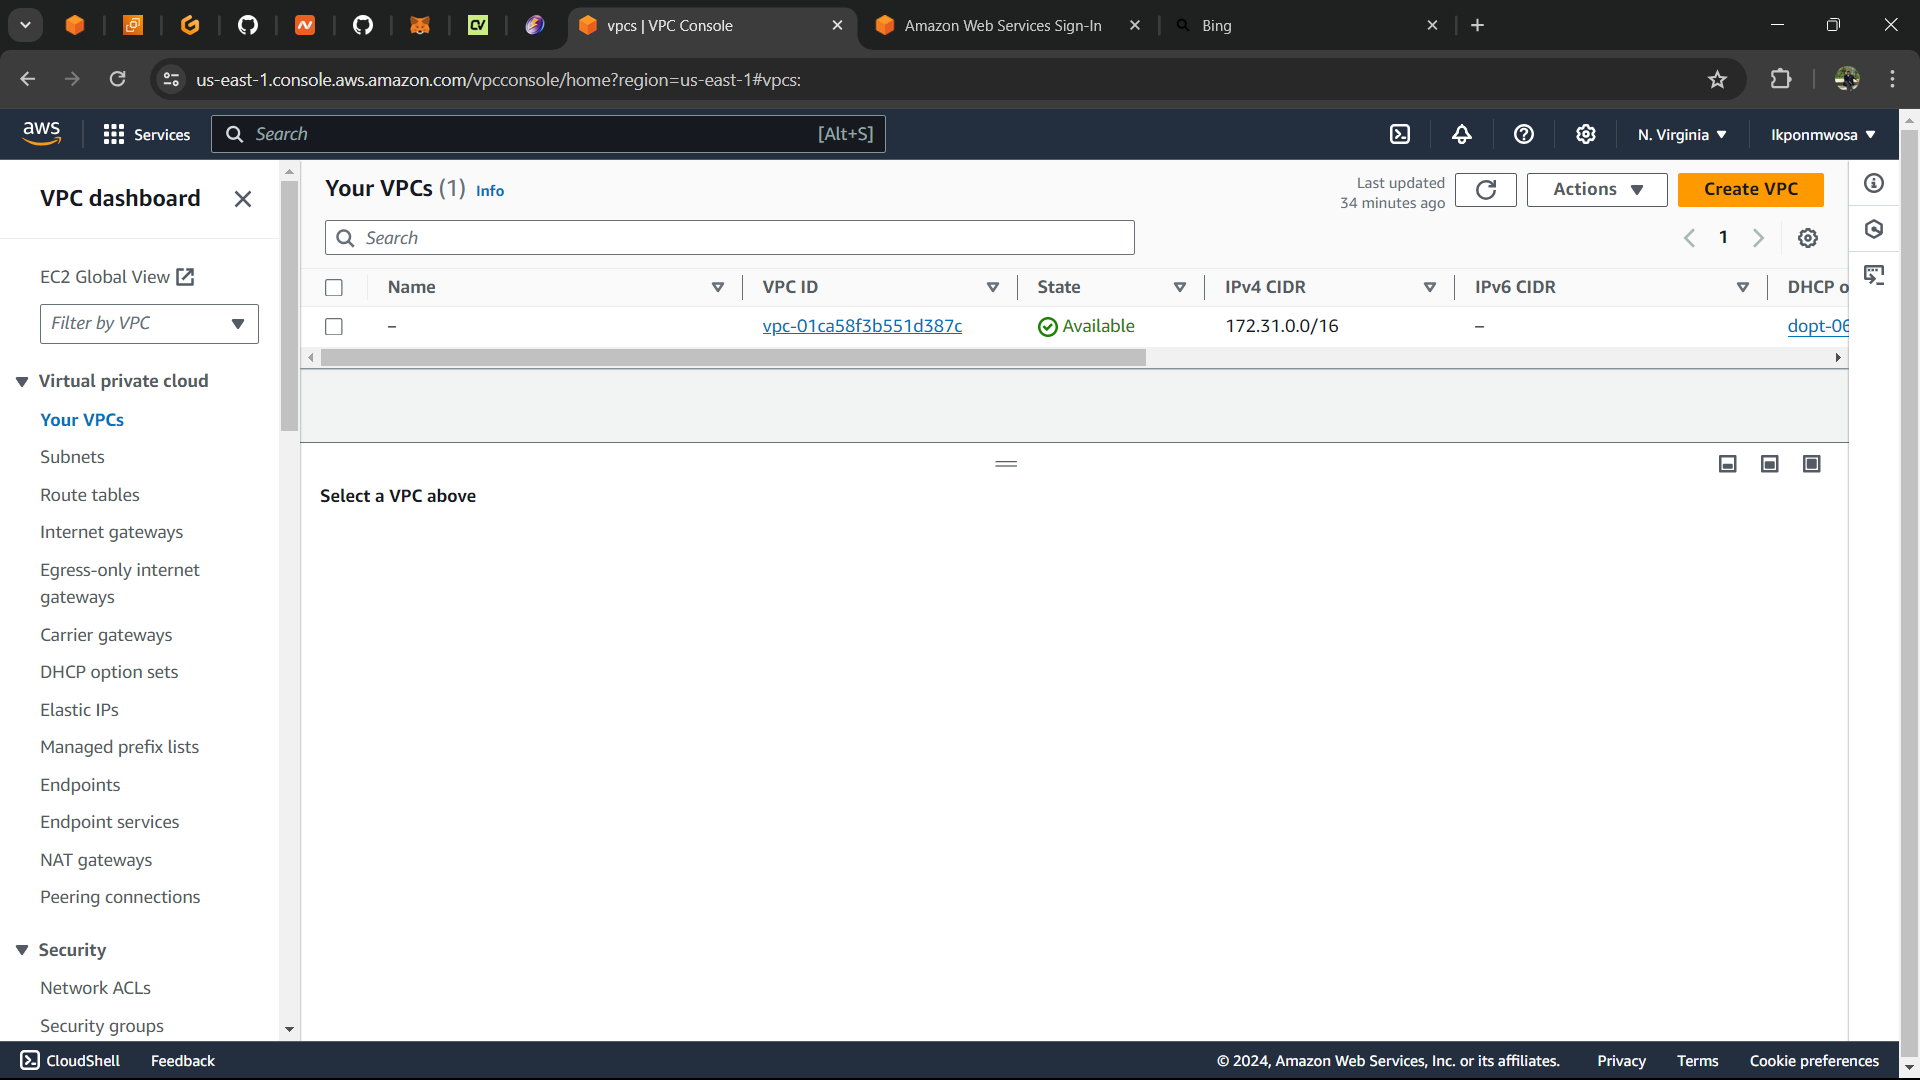 vpcs | VPC Console
Amazon Web Services Sign-In
Bing
us-east-1.console.aws.amazon.com/vpcconsole/home?region=us-east-1#vpcs:
aws
Services
Search
[Alt+S]
N. Virginia
Ikponmwosa
VPC dashboard
EC2 Global View
Filter by VPC
Virtual private cloud
Your VPCs
Subnets
Route tables
Internet gateways
Egress-only internet
gateways
Carrier gateways
DHCP option sets
Elastic IPs
Managed prefix lists
Endpoints
Endpoint services
NAT gateways
Peering connections
Security
Network ACLs
Security groups
Your VPCs (1) Info
Last updated
34 minutes ago
Actions
Create VPC
Search
1
Name VPC ID State IPv4 CIDR IPv6 CIDR DHCP o
– vpc-01ca58f3b551d387c Available 172.31.0.0/16 – dopt-06
Select a VPC above
CloudShell Feedback © 2024, Amazon Web Services, Inc. or its affiliates. Privacy Terms Cookie preferences